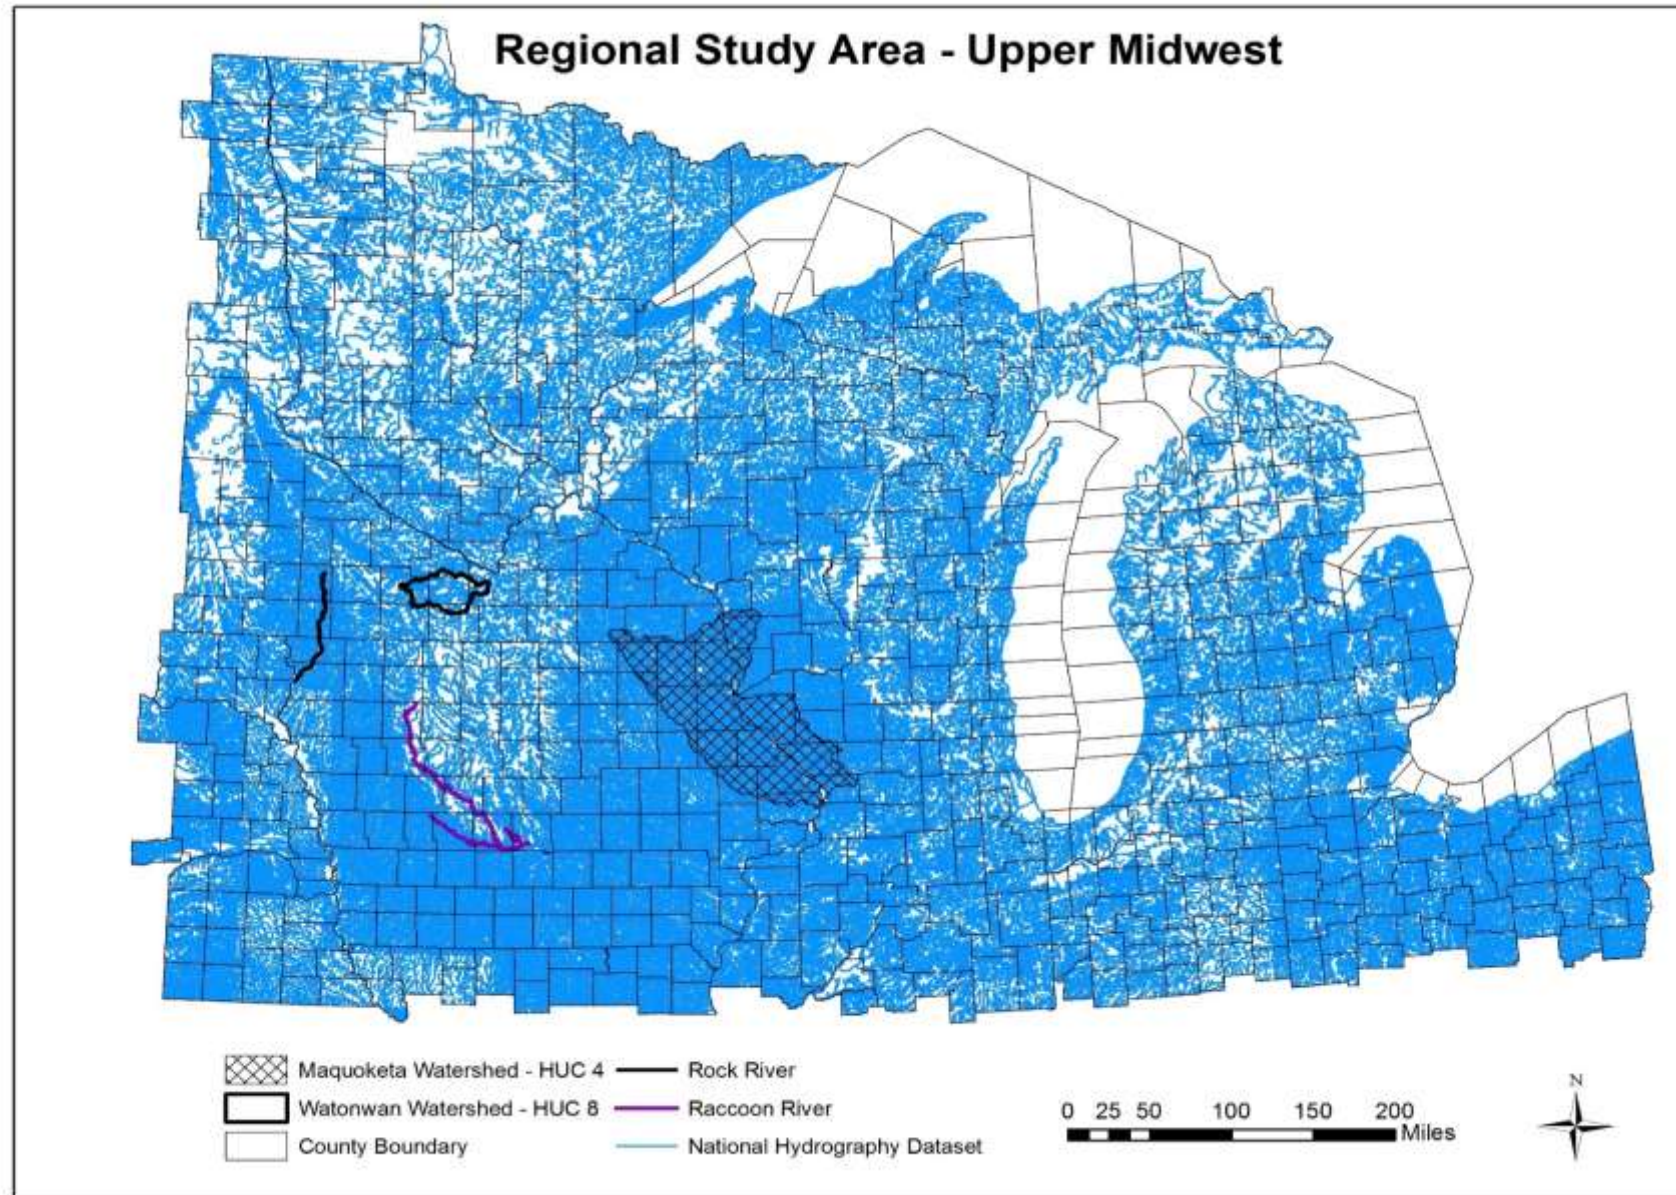 Regional Study Area - Upper Midwest
Maquoketa Watershed - HUC 4
Rock River
Watonwan Watershed - HUC 8
Raccoon River
County Boundary
National Hydrography Dataset
0 25 50 100 150 200
Miles
N